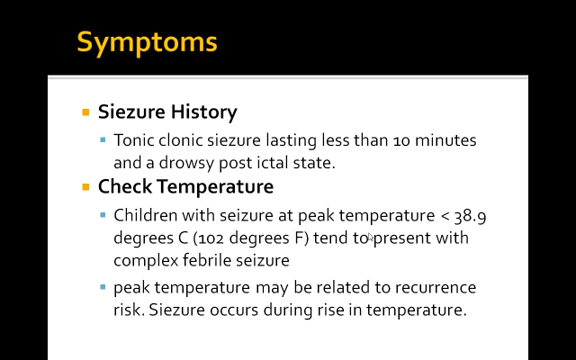 Symptoms
Siezure History
Tonic clonic siezure lasting less than 10 minutes
and a drowsy post ictal state.
Check Temperature
Children with seizure at peak temperature < 38.9
degrees C (102 degrees F) tend to present with
complex febrile seizure
peak temperature may be related to recurrence
risk. Siezure occurs during rise in temperature.